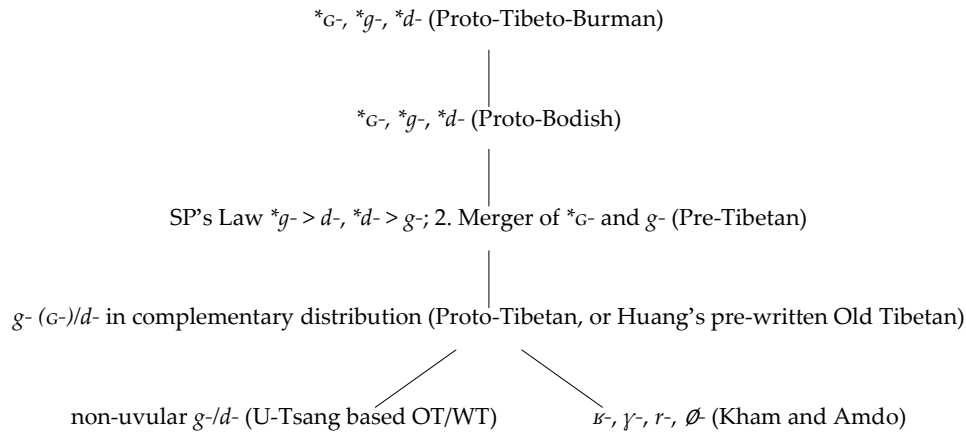 *ɢ-, *g-, *d- (Proto-Tibeto-Burman)
*ɢ-, *g-, *d- (Proto-Bodish)
SP’s Law *g- > d-, *d- > g-; 2. Merger of *ɢ- and g- (Pre-Tibetan)
g- (ɢ-)/d- in complementary distribution (Proto-Tibetan, or Huang’s pre-written Old Tibetan)
non-uvular g-/d- (U-Tsang based OT/WT) ʁ-, ɣ-, r-, Ø- (Kham and Amdo)